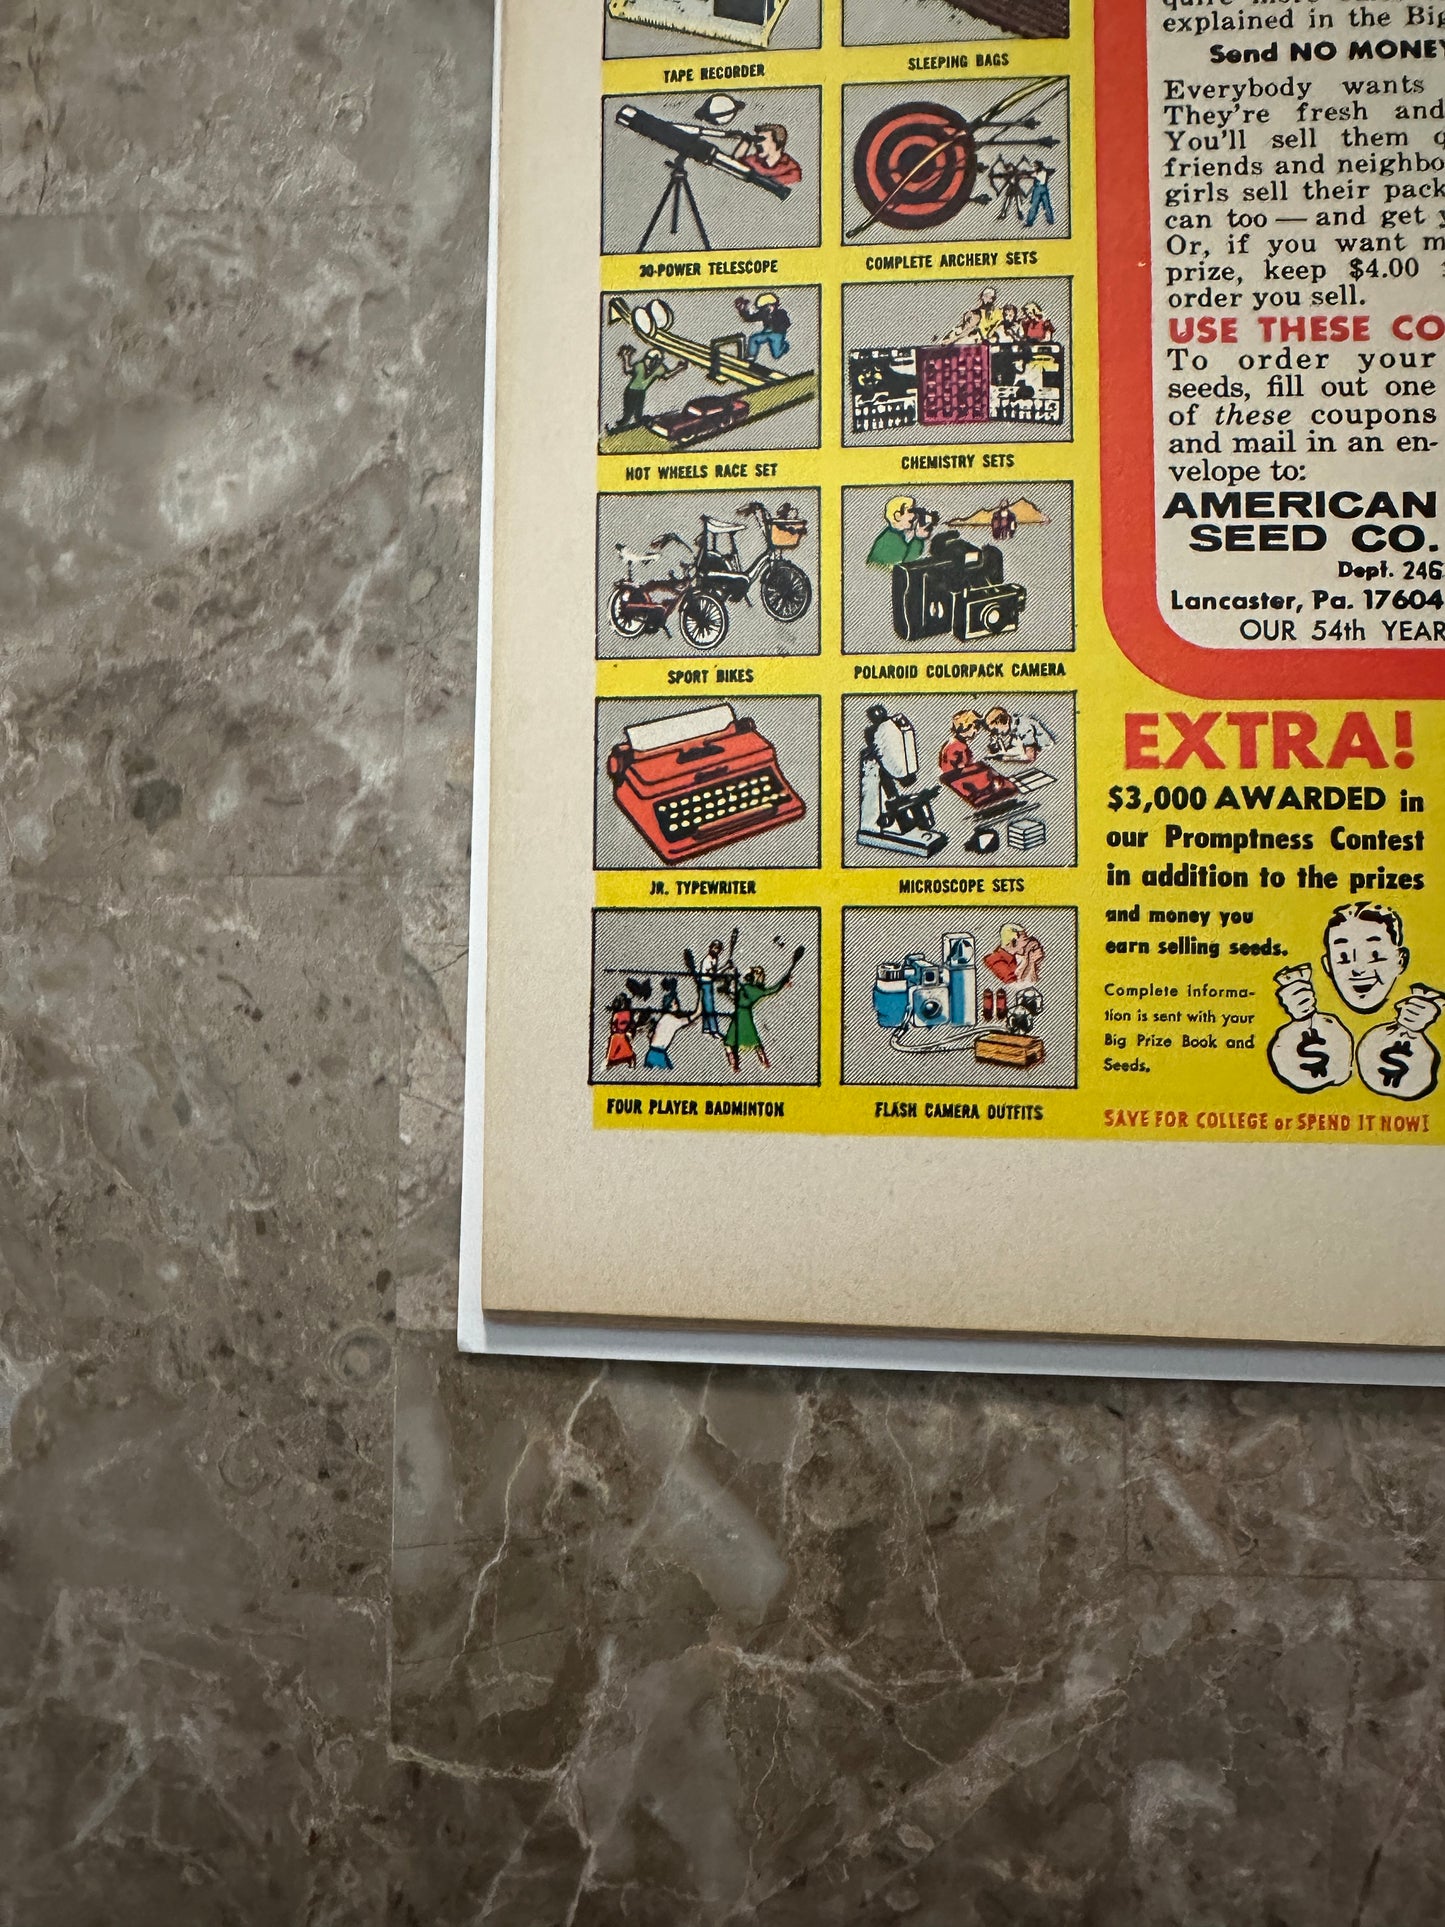 TAPE RECORDER
SLEEPING BAGS
30-POWER TELESCOPE
COMPLETE ARCHERY SETS
HOT WHEELS RACE SET
CHEMISTRY SETS
SPORT BIKES
POLAROID COLORPACK CAMERA
JR. TYPEWRITER
MICROSCOPE SETS
FOUR PLAYER BADMINTON
FLASH CAMERA OUTFITS
explained in the Big
Send NO MONEY
Everybody wants
They're fresh and
You'll sell them
friends and neighbo
girls sell their pack
can too — and get
Or, if you want m
prize, keep $4.00
order you sell.
USE THESE CO
To order your
seeds, fill out one
of these coupons
and mail in an en-
velope to:
AMERICAN
SEED CO.
Dept. 246
Lancaster, Pa. 17604
OUR 54th YEAR
EXTRA!
$3,000 AWARDED in
our Promptness Contest
in addition to the prizes
and money you
earn selling seeds.
Complete informa-
tion is sent with your
Big Prize Book and
Seeds.
$ $
SAVE FOR COLLEGE or SPEND IT NOW!